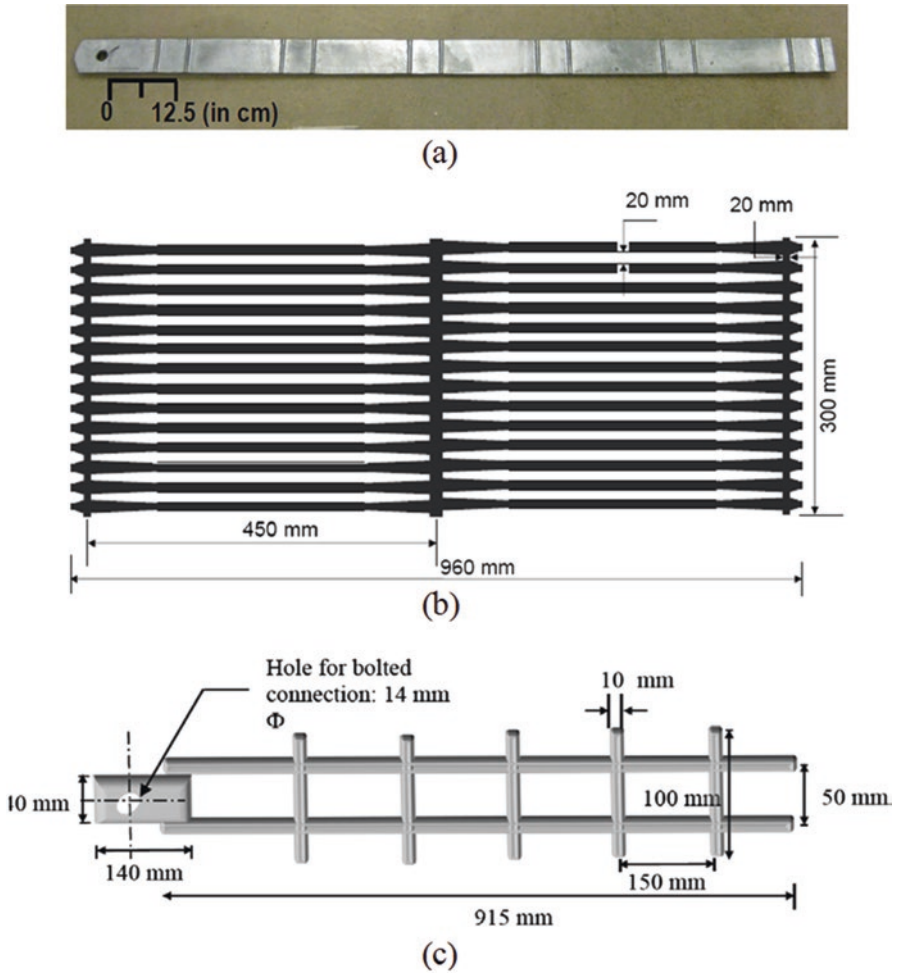 0 12.5 (in cm)
(a)
20 mm 20 mm
300 mm
450 mm
960 mm
(b)
Hole for bolted
connection: 14 mm
Φ
10 mm
40 mm
100 mm
50 mm
140 mm
150 mm
915 mm
(c)